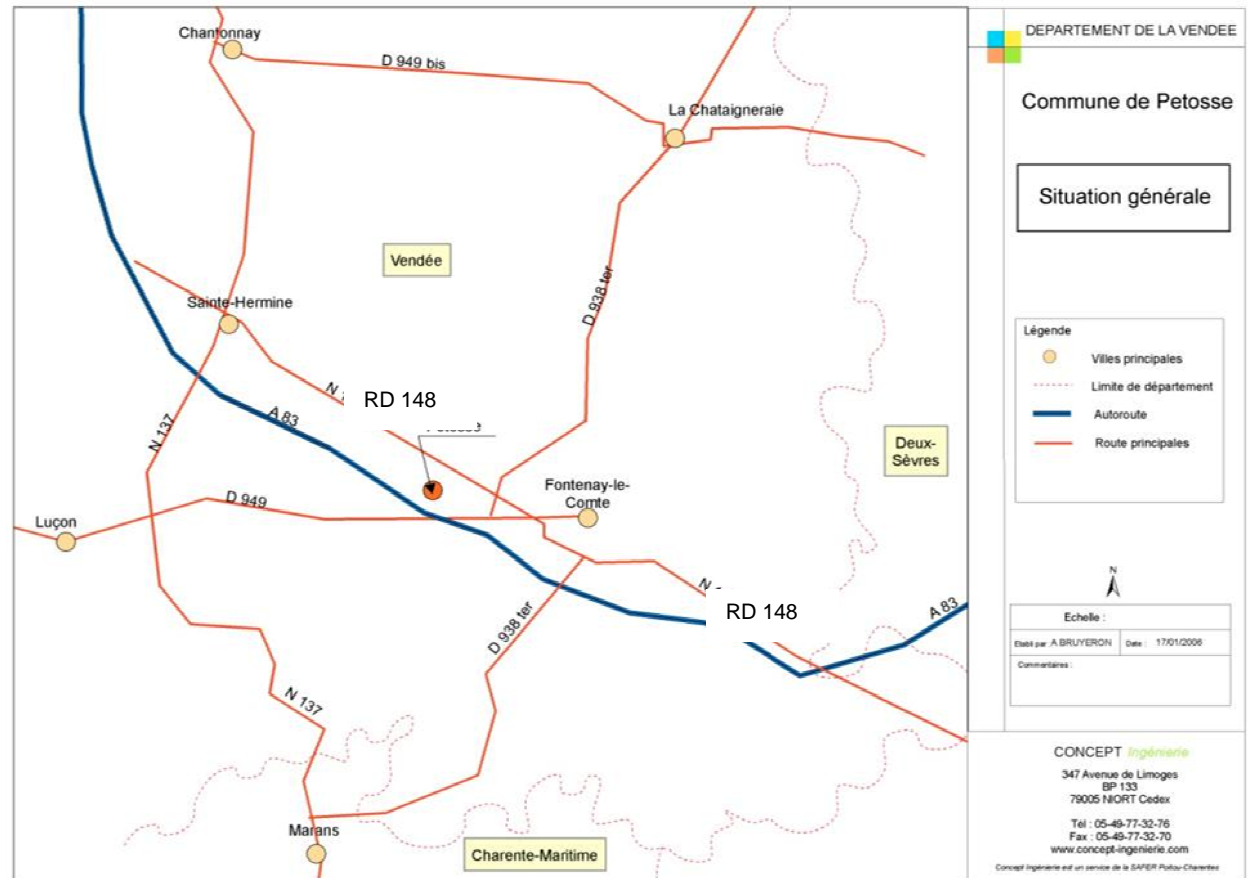 Chantonnay
D 949 bis
La Chataigneraie
Vendée
D 938 ter
Sainte-Hermine
N
RD 148
A 83
N 137
Deux-
Sèvres
Fontenay-le-
Comte
D 949
Luçon
N
RD 148
A 83
D 938 ter
N 137
Marans
Charente-Maritime
DEPARTEMENT DE LA VENDEE
Commune de Petosse
Situation générale
Légende
Villes principales
Limite de département
Autoroute
Route principales
N
Echelle :
Etabli par : A.BRUYERON Date : 17/01/2006
Commentaires :
CONCEPT Ingénierie
347 Avenue de Limoges
BP 133
79005 NIORT Cedex
Tél : 05-49-77-32-76
Fax : 05-49-77-32-70
www.concept-ingenierie.com
Concept Ingénierie est un service de la SAFER Poitou-Charentes